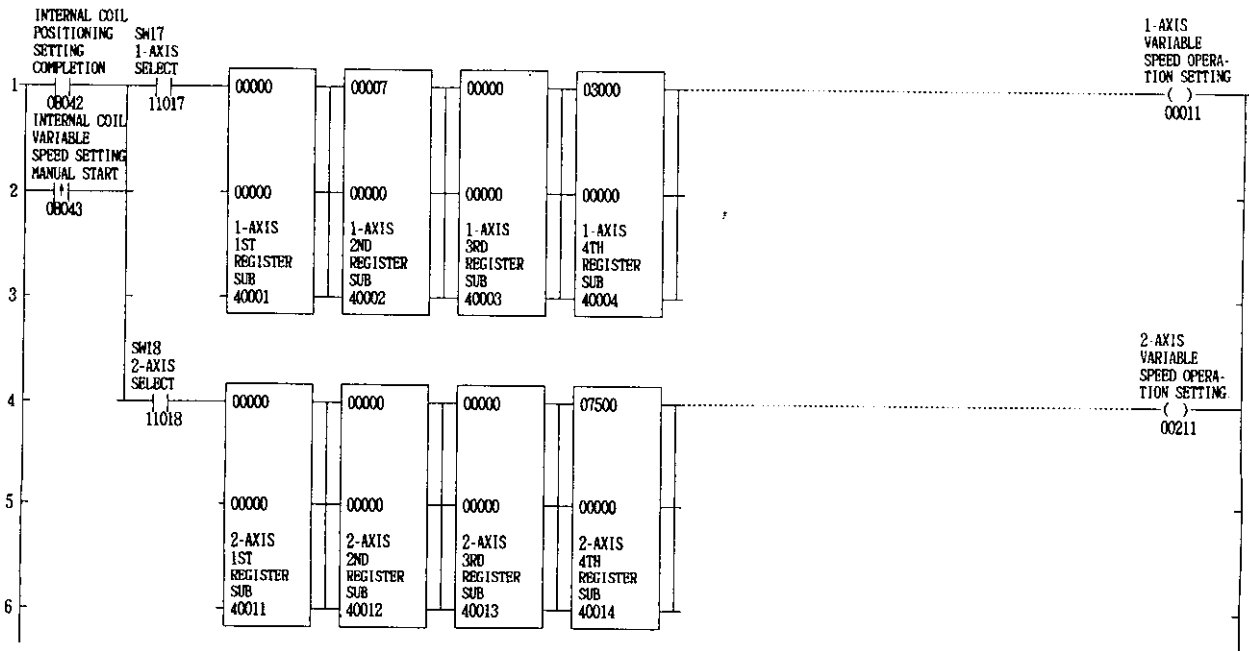 INTERNAL COIL
POSITIONING
SETTING
COMPLETION
SW17
1-AXIS
SELECT
1-AXIS
VARIABLE
SPEED OPERA-
TION SETTING
1
0B042
11017
00000
00007
00000
03000
( )
00011
INTERNAL COIL
VARIABLE
SPEED SETTING
MANUAL START
2
0B043
00000
00000
00000
00000
1-AXIS
1ST
REGISTER
SUB
40001
1-AXIS
2ND
REGISTER
SUB
40002
1-AXIS
3RD
REGISTER
SUB
40003
1-AXIS
4TH
REGISTER
SUB
40004
3
SW18
2-AXIS
SELECT
2-AXIS
VARIABLE
SPEED OPERA-
TION SETTING
4
11018
00000
00000
00000
07500
( )
00211
5
00000
00000
00000
00000
2-AXIS
1ST
REGISTER
SUB
40011
2-AXIS
2ND
REGISTER
SUB
40012
2-AXIS
3RD
REGISTER
SUB
40013
2-AXIS
4TH
REGISTER
SUB
40014
6